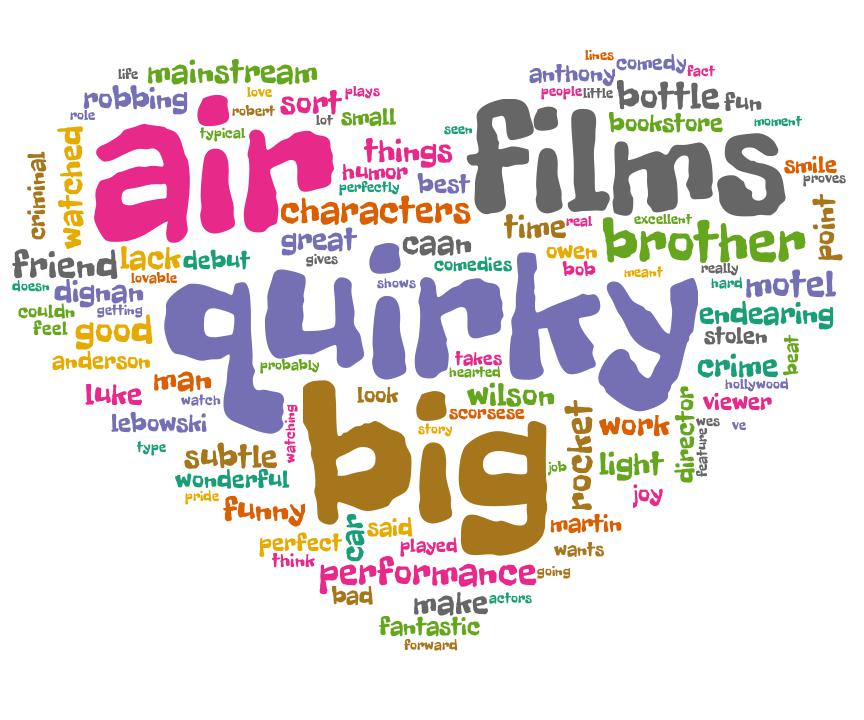 lines
life mainstream anthony comedy fact
robbing love plays people little bottle fun
role robert sort
typical lot small seen bookstore moment
air films
criminal watched things smile
humor best proves
perfectly
characters time real excellent point
great caan owen brother
friend lack debut gives comedies bob meant really
doesn lovable shows hard motel
dignan quirky
couldn getting endearing
feel good stolen
anderson probably takes crime beat
hearted hollywood
luke man look wilson viewer
watch big scorsese
lebowski watching story rocket work director wes ve
type feature
subtle job light
wonderful
pride joy
funny car said martin
perfect played wants
think performance going
bad make actors
fantastic
forward